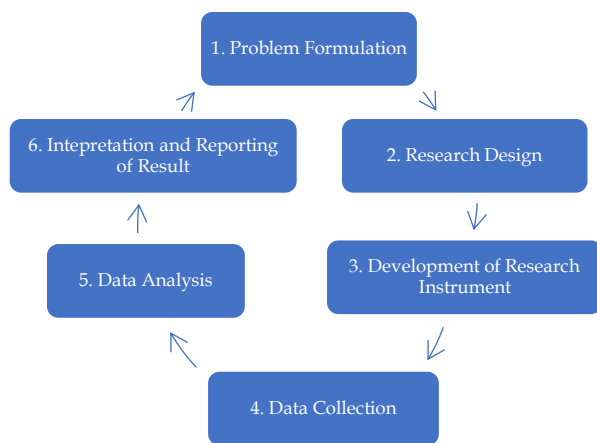 1. Problem Formulation
2. Research Design
3. Development of Research
Instrument
4. Data Collection
5. Data Analysis
6. Intepretation and Reporting
of Result